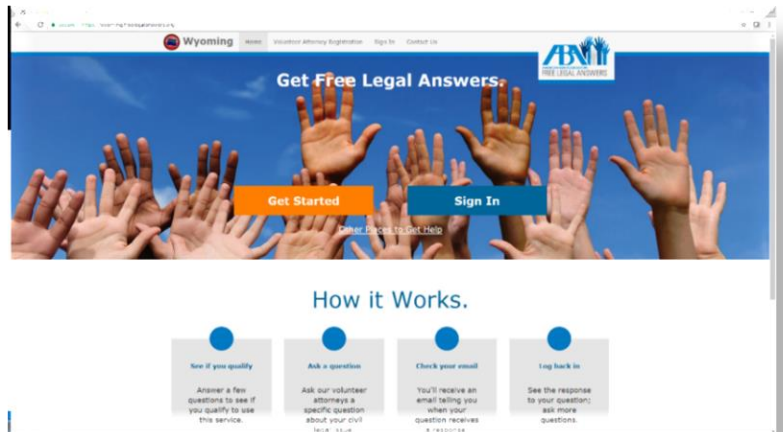 Wyoming Home Volunteer Attorney Registration Sign In Contact Us
ABA
FREE LEGAL ANSWERS
Get Free Legal Answers.
Get Started Sign In
Other Places to Get Help
How it Works.
See if you qualify
Answer a few
questions to see if
you qualify to use
this service.
Ask a question
Ask our volunteer
attorneys a
specific question
about your civil
Check your email
You'll receive an
email telling you
when your
question receives
Log back in
See the response
to your question;
ask more
questions.